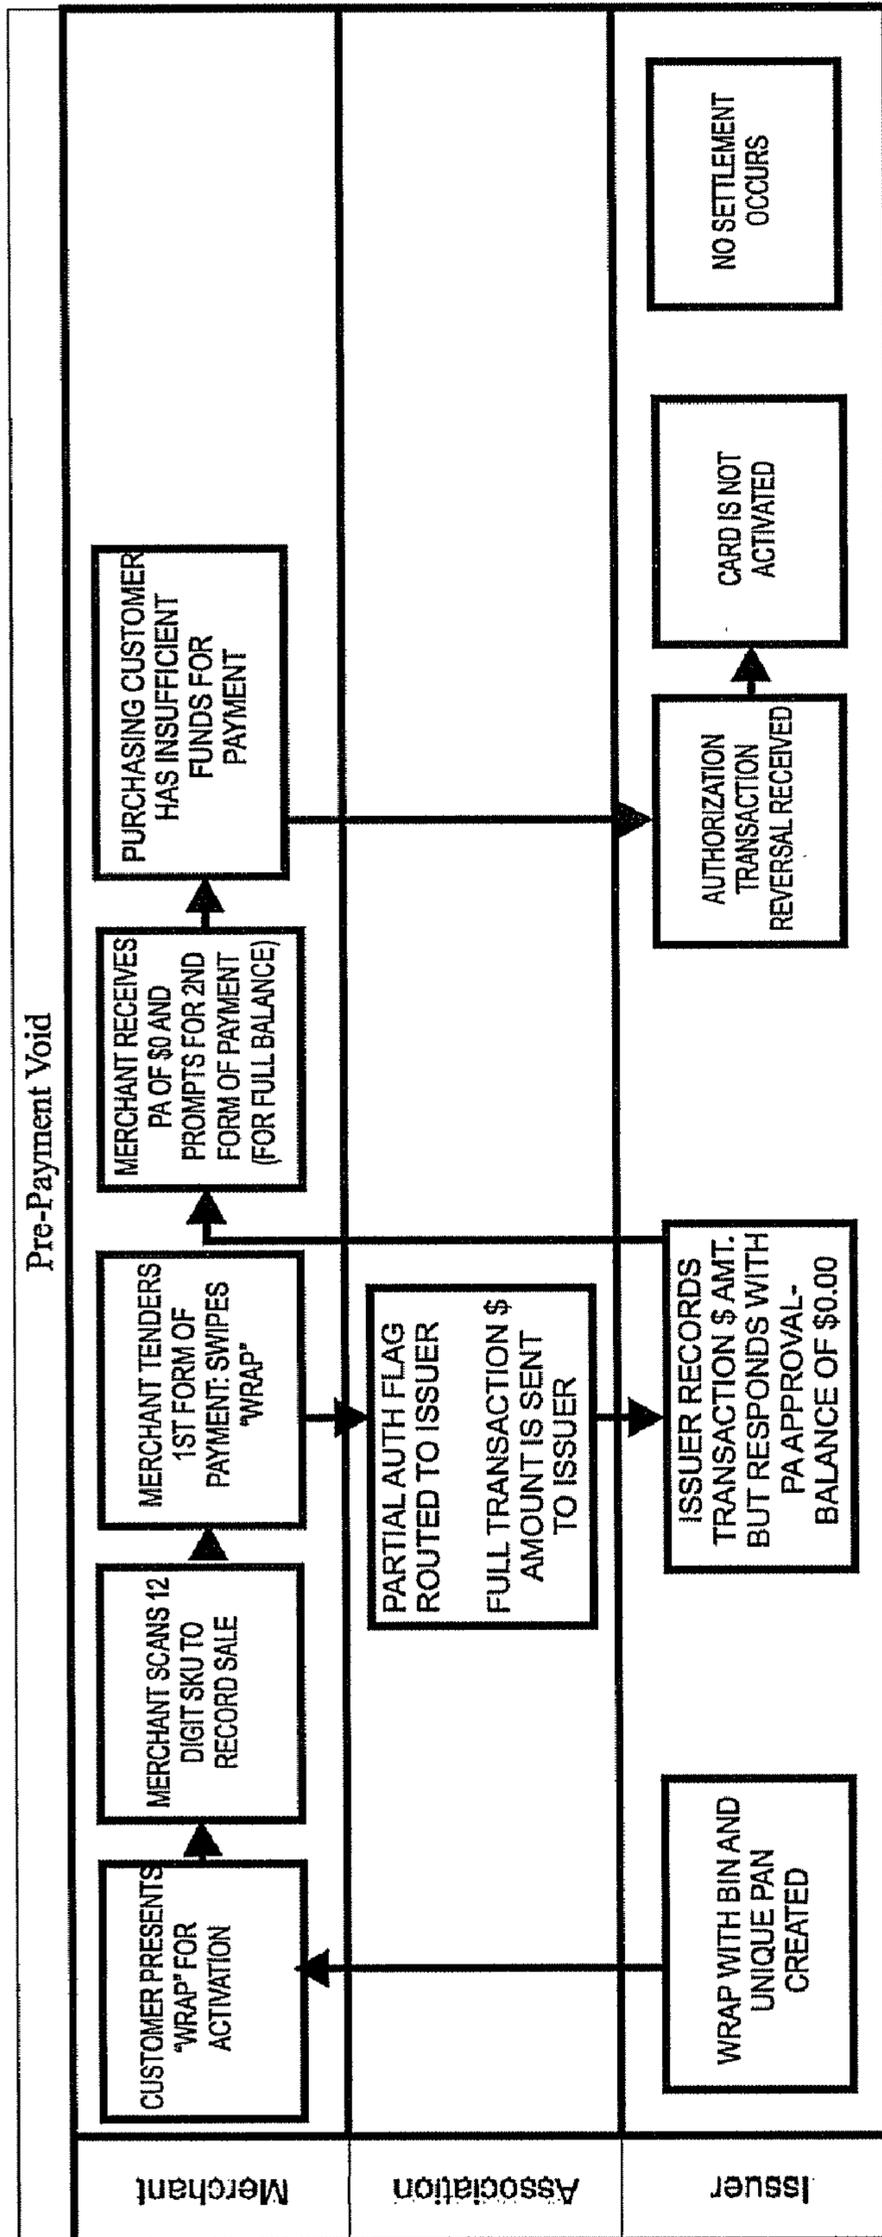 Pre-Payment Void
Merchant
CUSTOMER PRESENTS
"WRAP" FOR
ACTIVATION
MERCHANT SCANS 12
DIGIT SKU TO
RECORD SALE
MERCHANT TENDERS
1ST FORM OF
PAYMENT: SWIPES
"WRAP"
MERCHANT RECEIVES
PA OF $0 AND
PROMPTS FOR 2ND
FORM OF PAYMENT
(FOR FULL BALANCE)
PURCHASING CUSTOMER
HAS INSUFFICIENT
FUNDS FOR
PAYMENT
Association
PARTIAL AUTH FLAG
ROUTED TO ISSUER
FULL TRANSACTION $
AMOUNT IS SENT
TO ISSUER
Issuer
WRAP WITH BIN AND
UNIQUE PAN
CREATED
ISSUER RECORDS
TRANSACTION $ AMT.
BUT RESPONDS WITH
PA APPROVAL-
BALANCE OF $0.00
AUTHORIZATION
TRANSACTION
REVERSAL RECEIVED
CARD IS NOT
ACTIVATED
NO SETTLEMENT
OCCURS